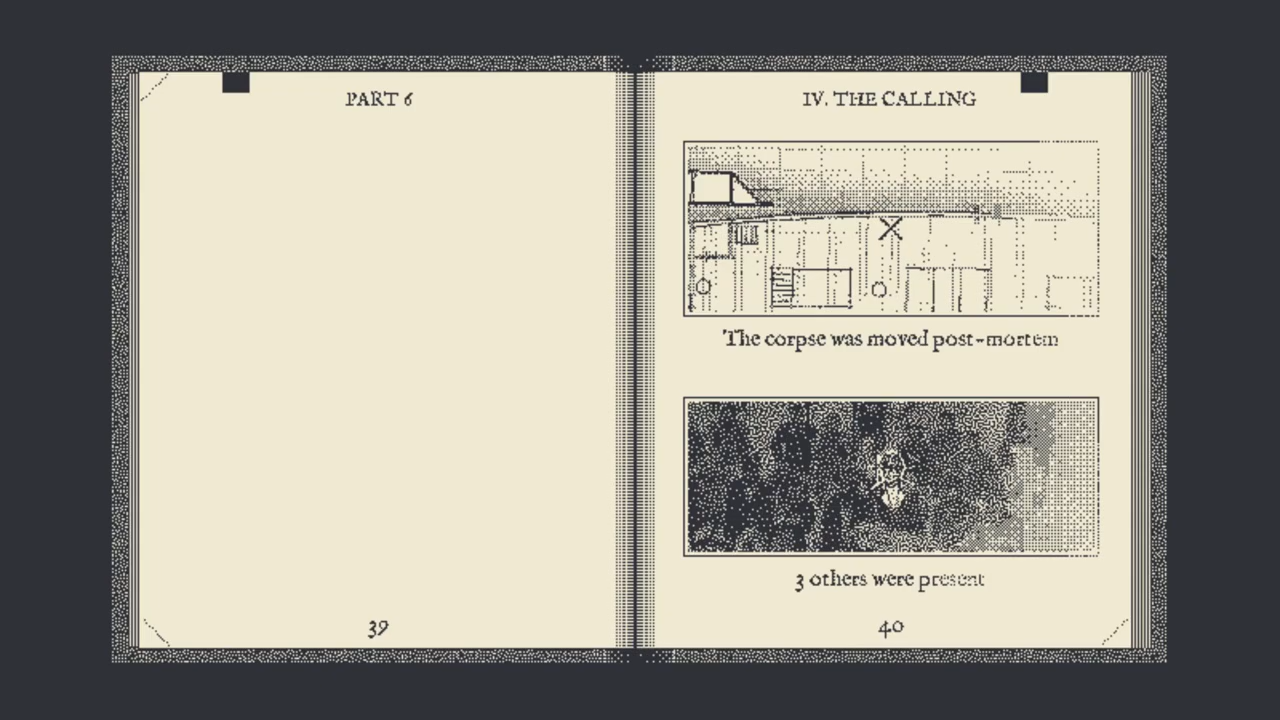 PART 6
39
IV. THE CALLING
The corpse was moved post-mortem
3 others were present
40